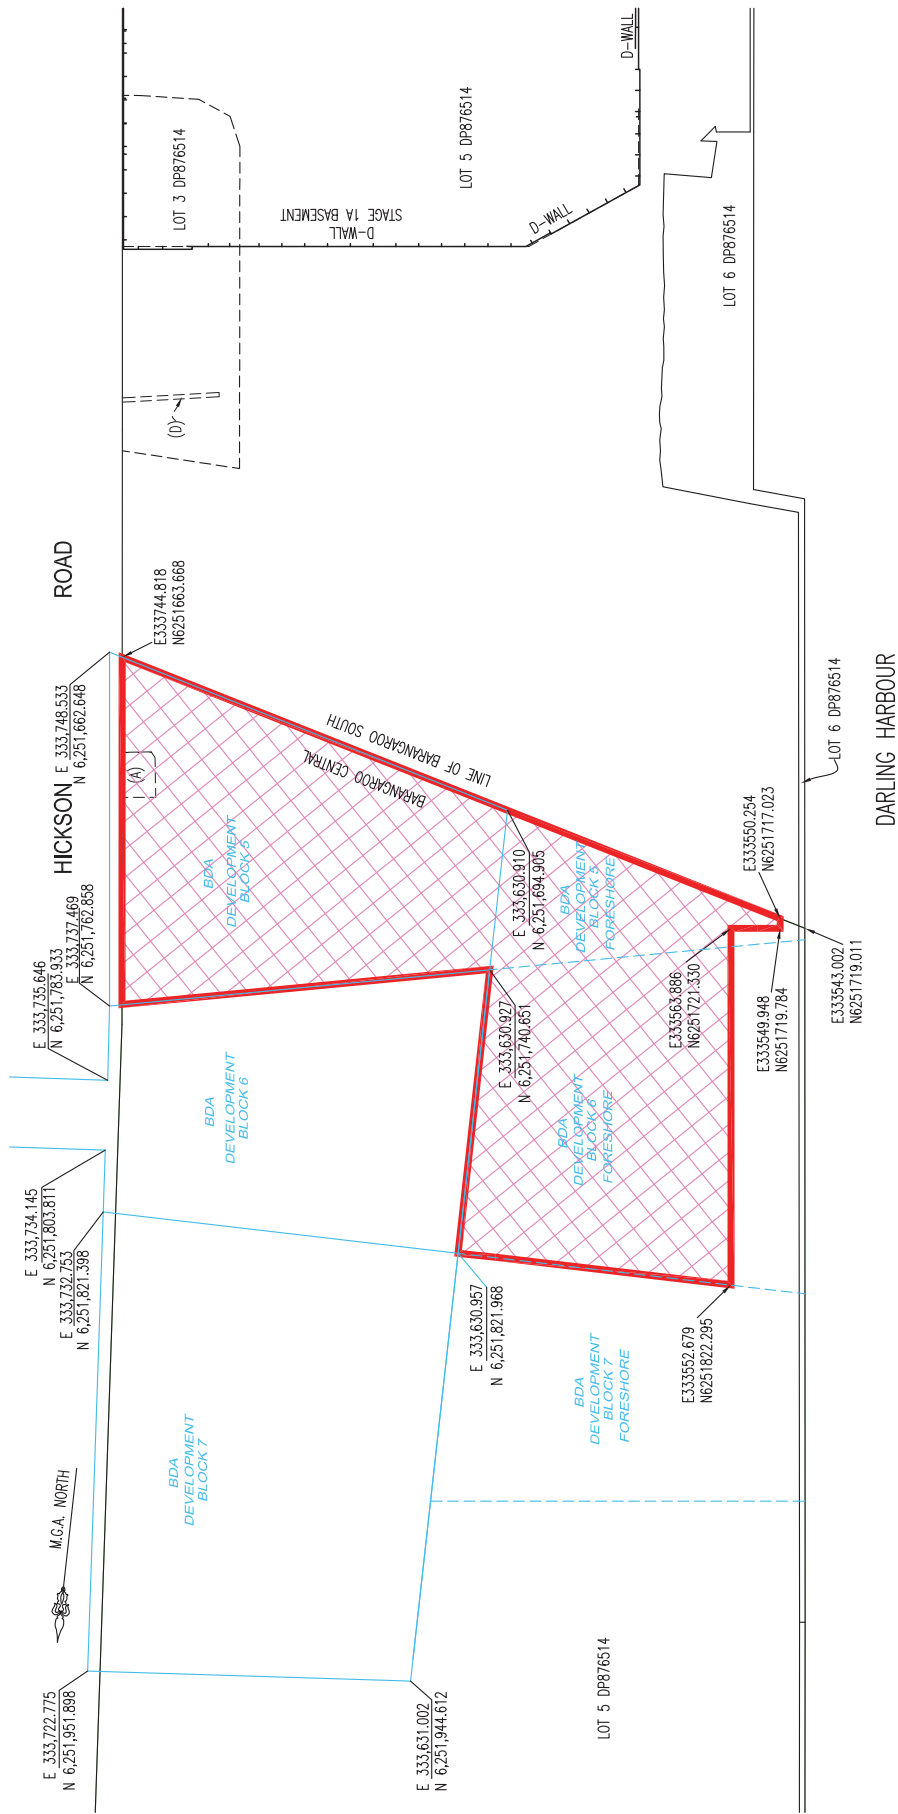 E 333,722.775
N 6,251,951.898
M.G.A. NORTH
BDA
DEVELOPMENT
BLOCK 7
E 333,631.002
N 6,251,944.612
LOT 5 DP876514
E 333,734.145
N 6,251,803.811
E 333,732.753
N 6,251,821.398
E 333,630.957
N 6,251,821.968
BDA
DEVELOPMENT
BLOCK 7
FORESHORE
E333552.679
N6251822.295
E 333,735.646
N 6,251,783.933
E 333,737.469
N 6,251,762.858
BDA
DEVELOPMENT
BLOCK 6
E 333,630.927
N 6,251,740.651
BDA
DEVELOPMENT
BLOCK 6
FORESHORE
E333563.886
N6251721.330
E333549.948
N6251719.784
E333543.002
N6251719.011
HICKSON
ROAD
E 333,748.533
N 6,251,662.648
(A)
BDA
DEVELOPMENT
BLOCK 5
E333744.818
N6251663.668
LINE OF BARANGAROO SOUTH
BARANGAROO CENTRAL
E 333,630.910
N 6,251,694.905
BDA
DEVELOPMENT
BLOCK 5
FORESHORE
E333550.254
N6251717.023
LOT 6 DP876514
DARLING HARBOUR
(D)
LOT 3 DP876514
D-WALL
STAGE 1A BASEMENT
LOT 5 DP876514
D-WALL
D-WALL
LOT 6 DP876514